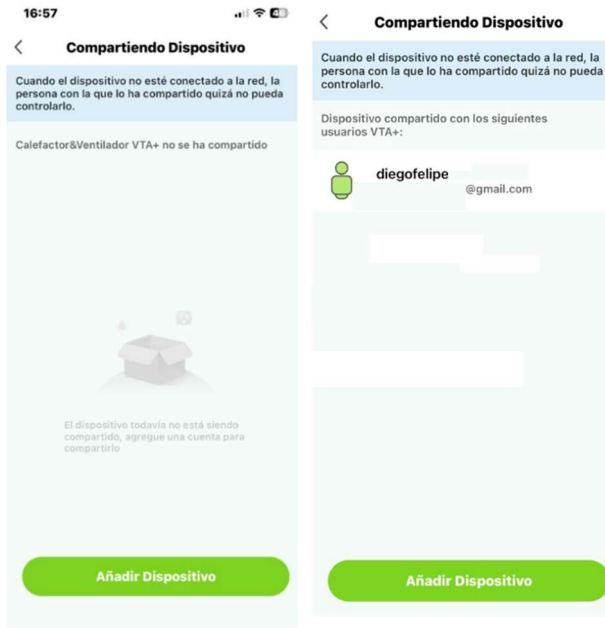 16:57
Compartiendo Dispositivo
Cuando el dispositivo no esté conectado a la red, la
persona con la que lo ha compartido quizá no pueda
controlarlo.
Calefactor&Ventilador VTA+ no se ha compartido
El dispositivo todavía no está siendo
compartido, agregue una cuenta para
compartirlo
Añadir Dispositivo
Compartiendo Dispositivo
Cuando el dispositivo no esté conectado a la red, la
persona con la que lo ha compartido quizá no pueda
controlarlo.
Dispositivo compartido con los siguientes
usuarios VTA+:
diegofelipe
@gmail.com
Añadir Dispositivo